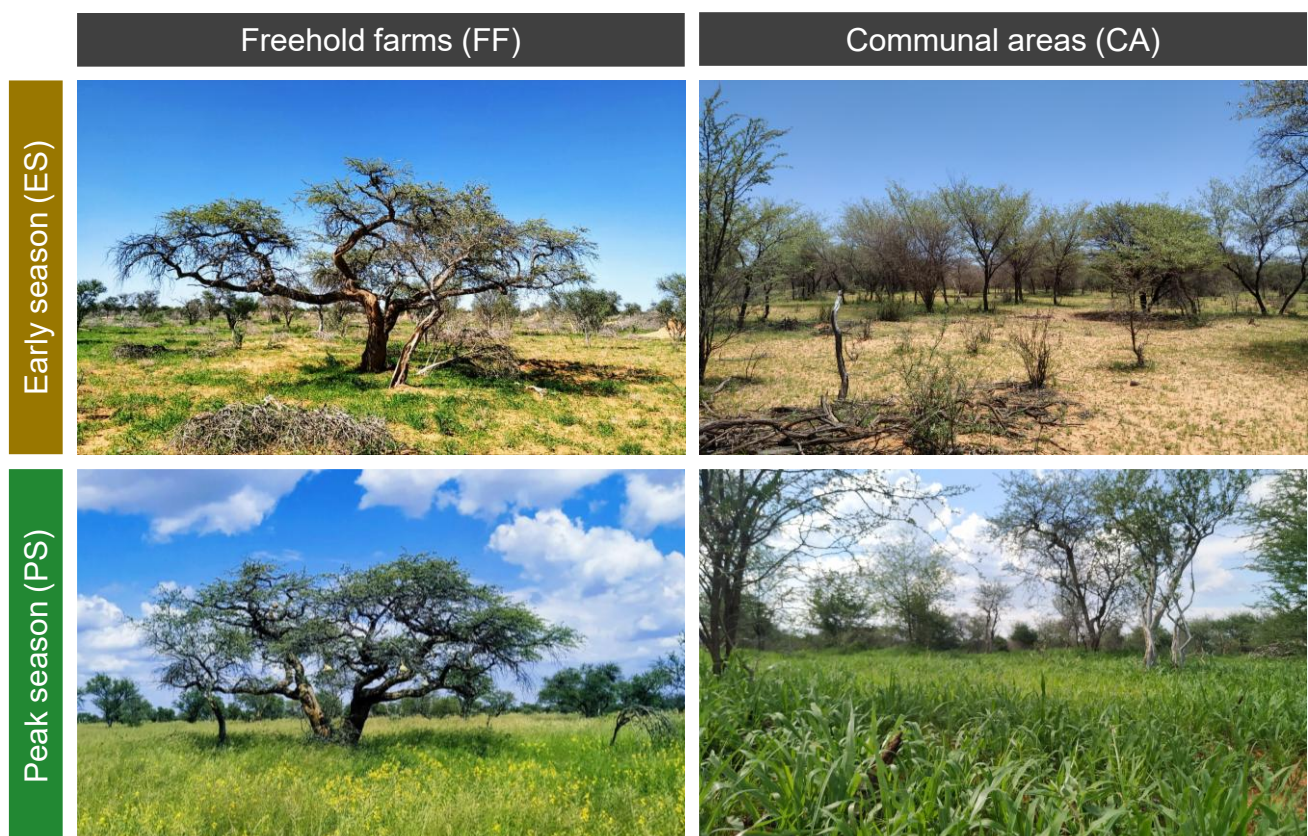 Freehold farms (FF)
Communal areas (CA)
Early season (ES)
Peak season (PS)